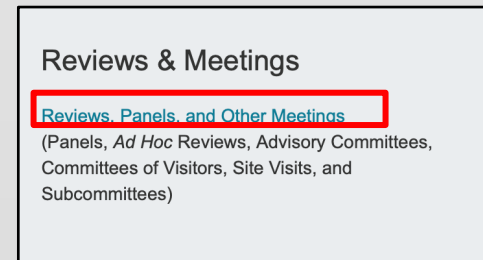 Reviews & Meetings
Reviews, Panels, and Other Meetings
(Panels, Ad Hoc Reviews, Advisory Committees,
Committees of Visitors, Site Visits, and
Subcommittees)